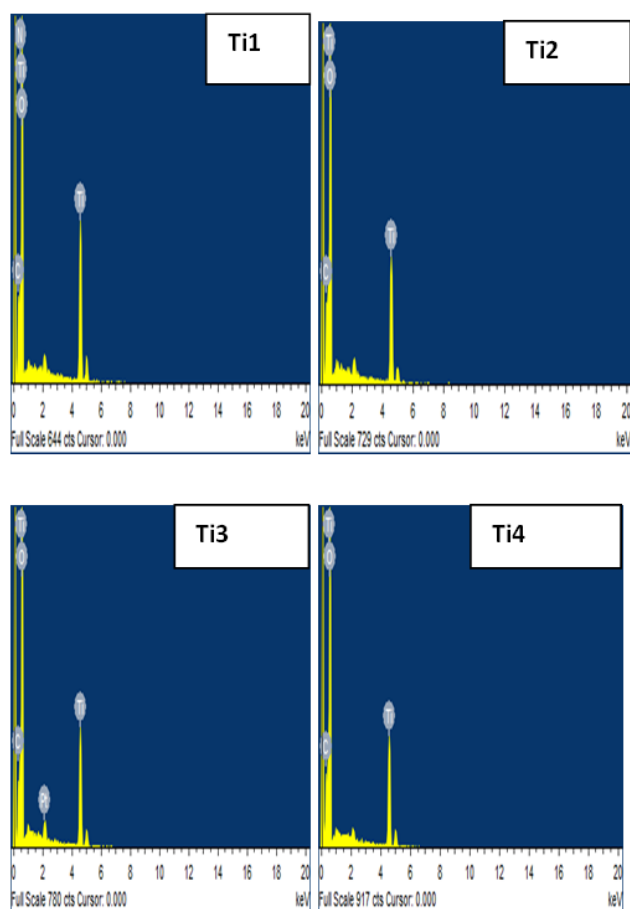 Ti1
N
Ti
O
Ti
C
0 2 4 6 8 10 12 14 16 18 20
Full Scale 644 cts Cursor: 0.000 keV
Ti2
Ti
O
Ti
C
0 2 4 6 8 10 12 14 16 18 20
Full Scale 729 cts Cursor: 0.000 keV
Ti3
Ti
O
Ti
C
0 2 4 6 8 10 12 14 16 18 20
Full Scale 780 cts Cursor: 0.000 keV
Ti4
Ti
O
Ti
C
0 2 4 6 8 10 12 14 16 18 20
Full Scale 917 cts Cursor: 0.000 keV